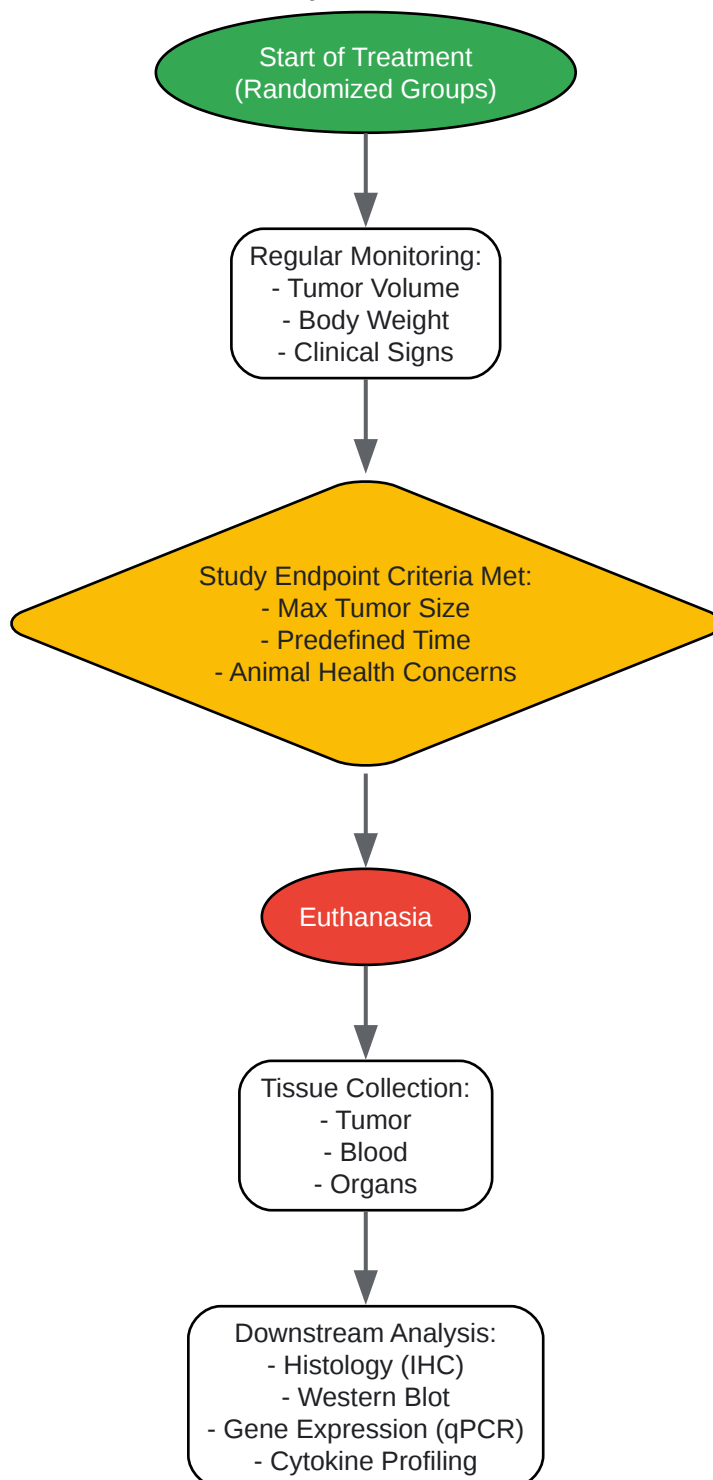 Start of Treatment
(Randomized Groups)
Regular Monitoring:
- Tumor Volume
- Body Weight
- Clinical Signs
Study Endpoint Criteria Met:
- Max Tumor Size
- Predefined Time
- Animal Health Concerns
Euthanasia
Tissue Collection:
- Tumor
- Blood
- Organs
Downstream Analysis:
- Histology (IHC)
- Western Blot
- Gene Expression (qPCR)
- Cytokine Profiling